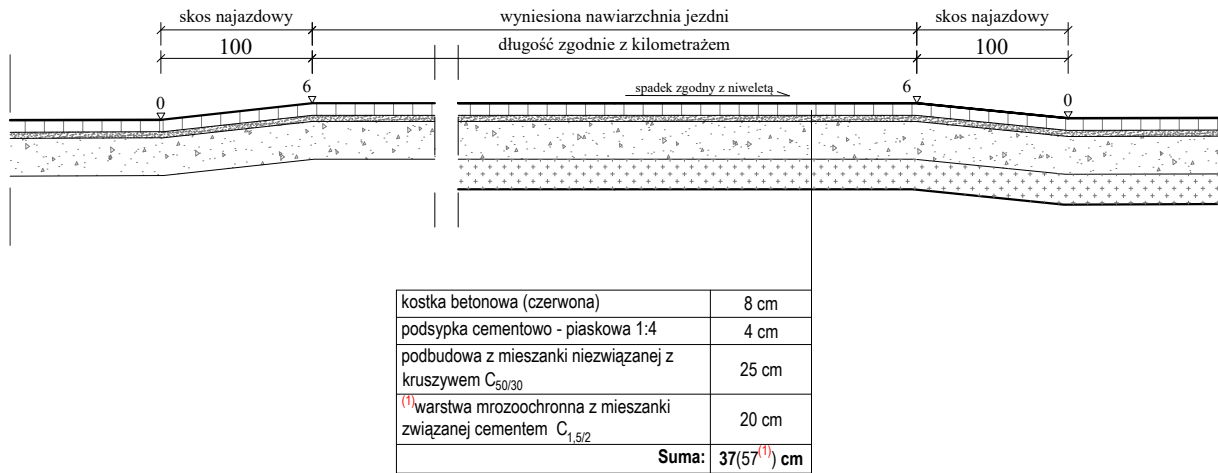 skos najazdowy wyniesiona nawiarzchnia jezdni skos najazdowy
100 długość zgodnie z kilometrażem 100
0 6 spadek zgodny z niweletą 6 0
kostka betonowa (czerwona) 8 cm
podsypka cementowo - piaskowa 1:4 4 cm
podbudowa z mieszanki niezwiązanej z
kruszywem C50/30 25 cm
(1)warstwa mrozoochronna z mieszanki
związanej cementem C1,5/2 20 cm
Suma: 37(57(1)) cm